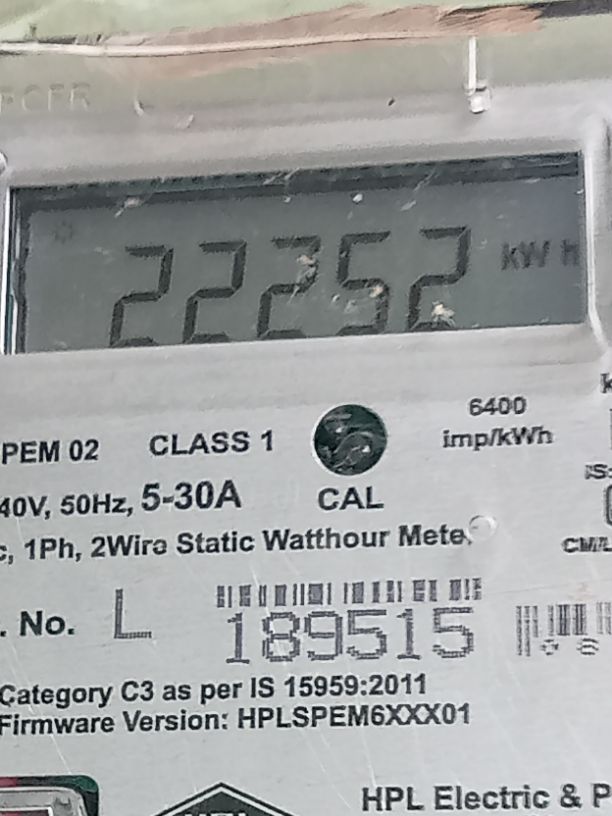 22252 kWh
6400
PEM 02 CLASS 1 imp/kWh
40V, 50Hz, 5-30A CAL
1Ph, 2Wire Static Watthour Mete
. No. L 189515
Category C3 as per IS 15959:2011
Firmware Version: HPLSPEM6XXX01
HPL Electric & P